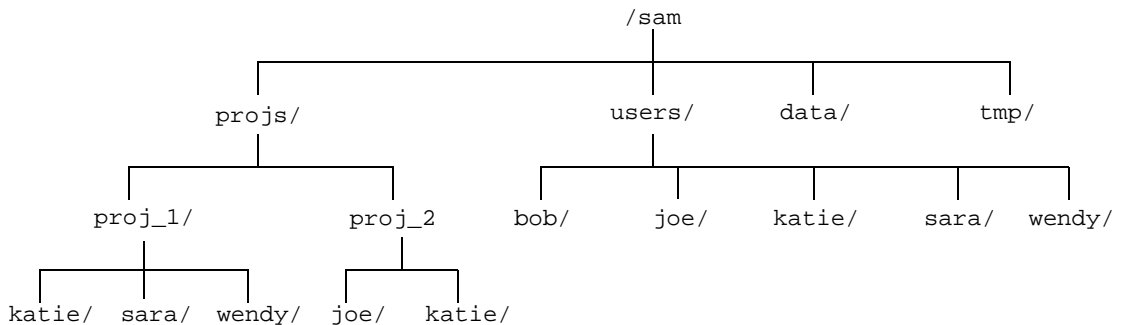 /sam
projs/ users/ data/ tmp/
proj_1/ proj_2 bob/ joe/ katie/ sara/ wendy/
katie/ sara/ wendy/ joe/ katie/